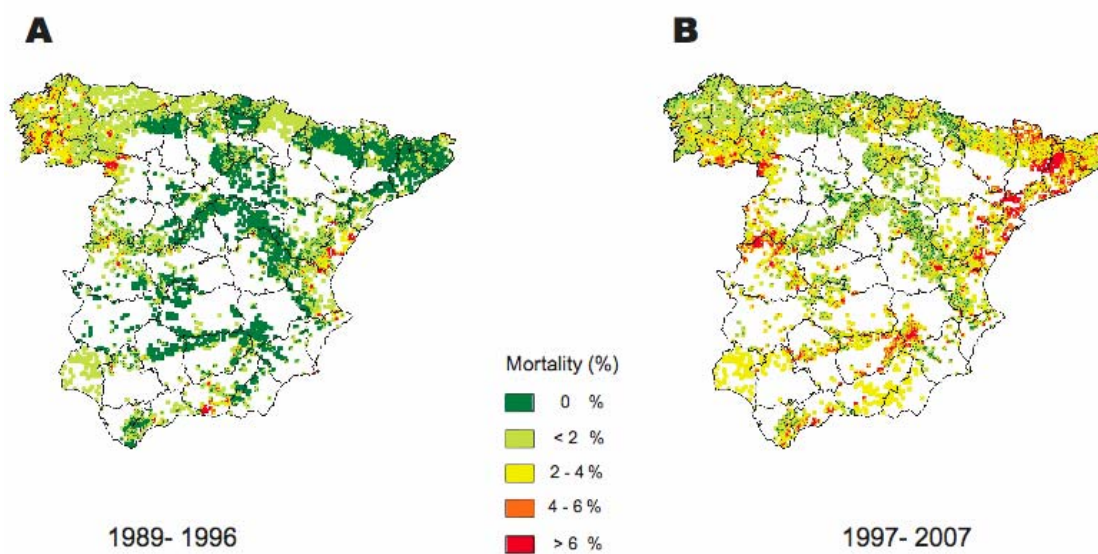 A
B
Mortality (%)
0 %
< 2 %
2 - 4 %
4 - 6 %
> 6 %
1989- 1996
1997- 2007